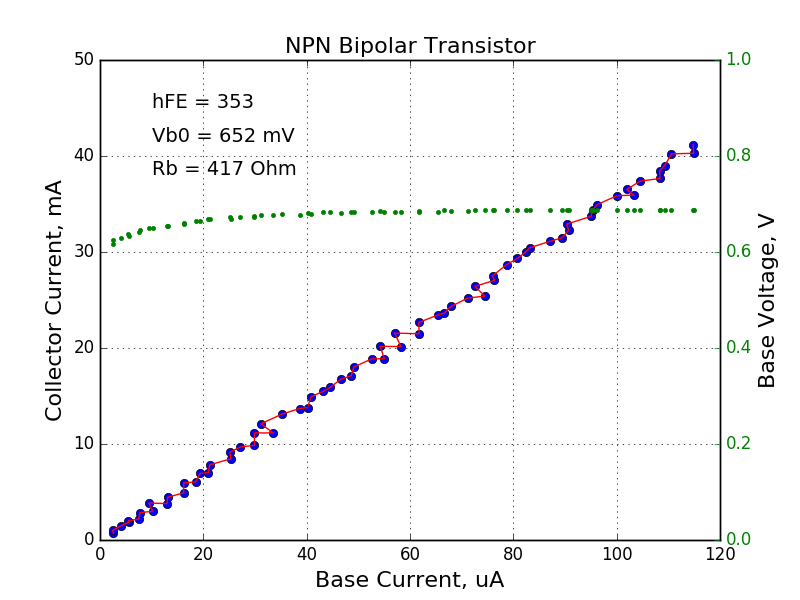 NPN Bipolar Transistor
hFE = 353
Vb0 = 652 mV
Rb = 417 Ohm
50
40
30
20
10
0
Collector Current, mA
1.0
0.8
0.6
0.4
0.2
0.0
Base Voltage, V
0 20 40 60 80 100 120
Base Current, uA